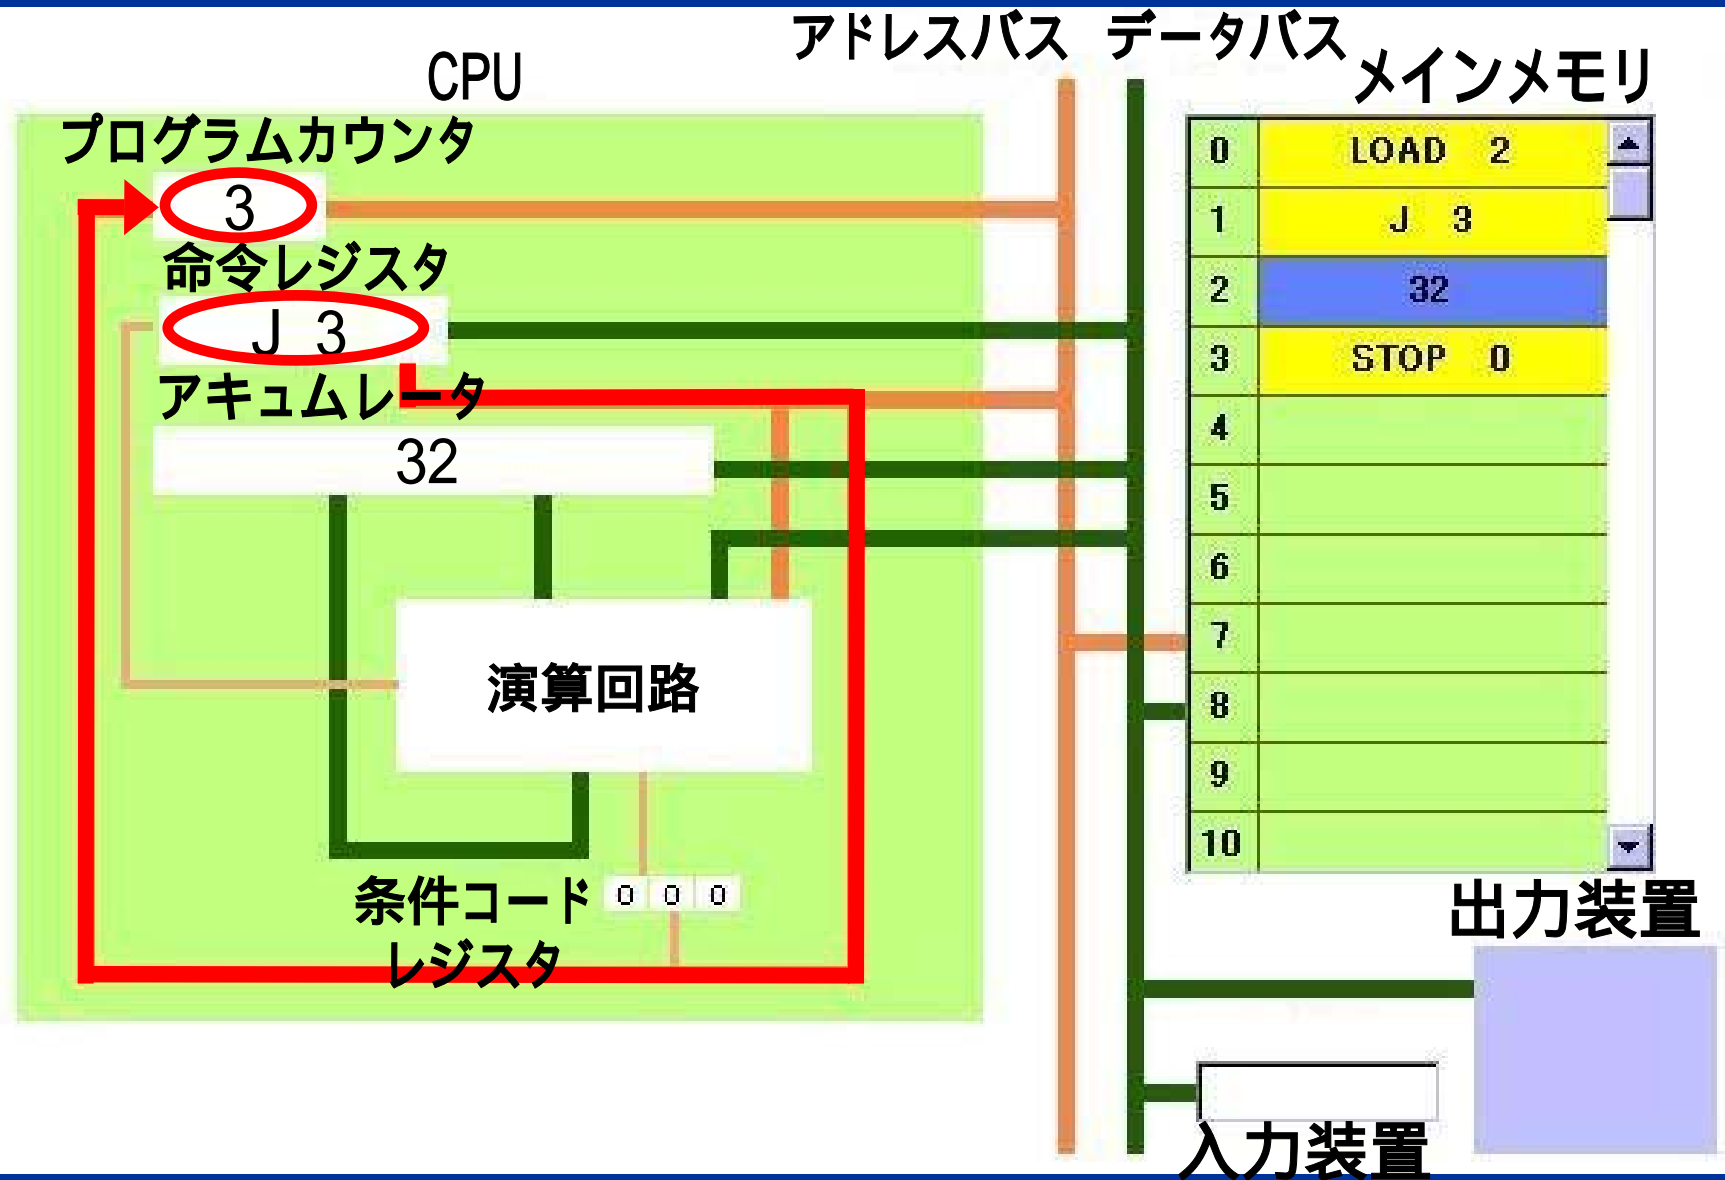 アドレスバス データバス
CPU
メインメモリ
プログラムカウンタ
3
命令レジスタ
J 3
アキュムレータ
32
演算回路
条件コード 0 0 0
レジスタ
0 LOAD 2
1 J 3
2 32
3 STOP 0
4
5
6
7
8
9
10
出力装置
入力装置